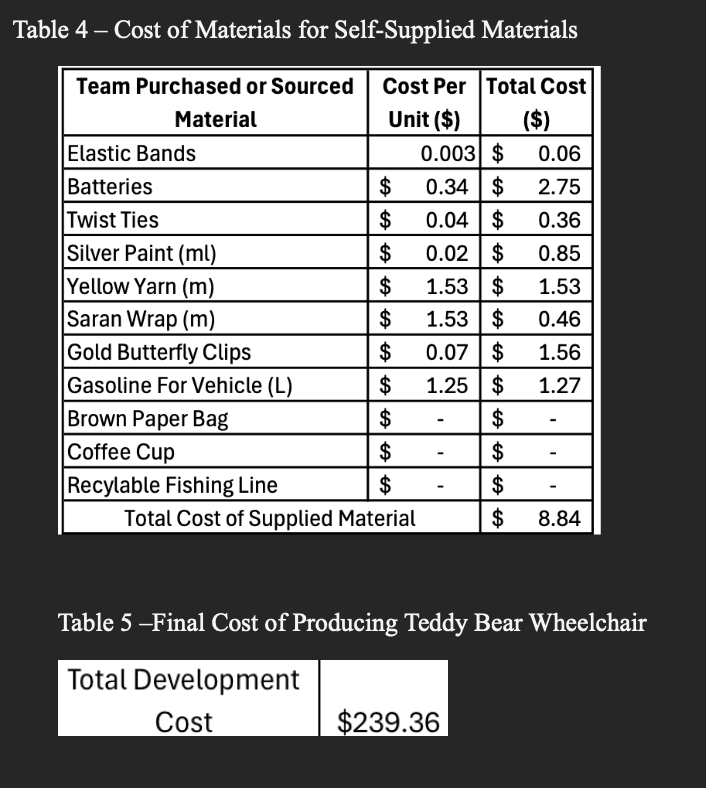 Table 4 – Cost of Materials for Self-Supplied Materials
Team Purchased or Sourced Material Cost Per Unit ($) Total Cost ($)
Elastic Bands 0.003 $ 0.06
Batteries $ 0.34 $ 2.75
Twist Ties $ 0.04 $ 0.36
Silver Paint (ml) $ 0.02 $ 0.85
Yellow Yarn (m) $ 1.53 $ 1.53
Saran Wrap (m) $ 1.53 $ 0.46
Gold Butterfly Clips $ 0.07 $ 1.56
Gasoline For Vehicle (L) $ 1.25 $ 1.27
Brown Paper Bag $ - $ -
Coffee Cup $ - $ -
Recylable Fishing Line $ - $ -
Total Cost of Supplied Material $ 8.84
Table 5 –Final Cost of Producing Teddy Bear Wheelchair
Total Development
Cost $239.36